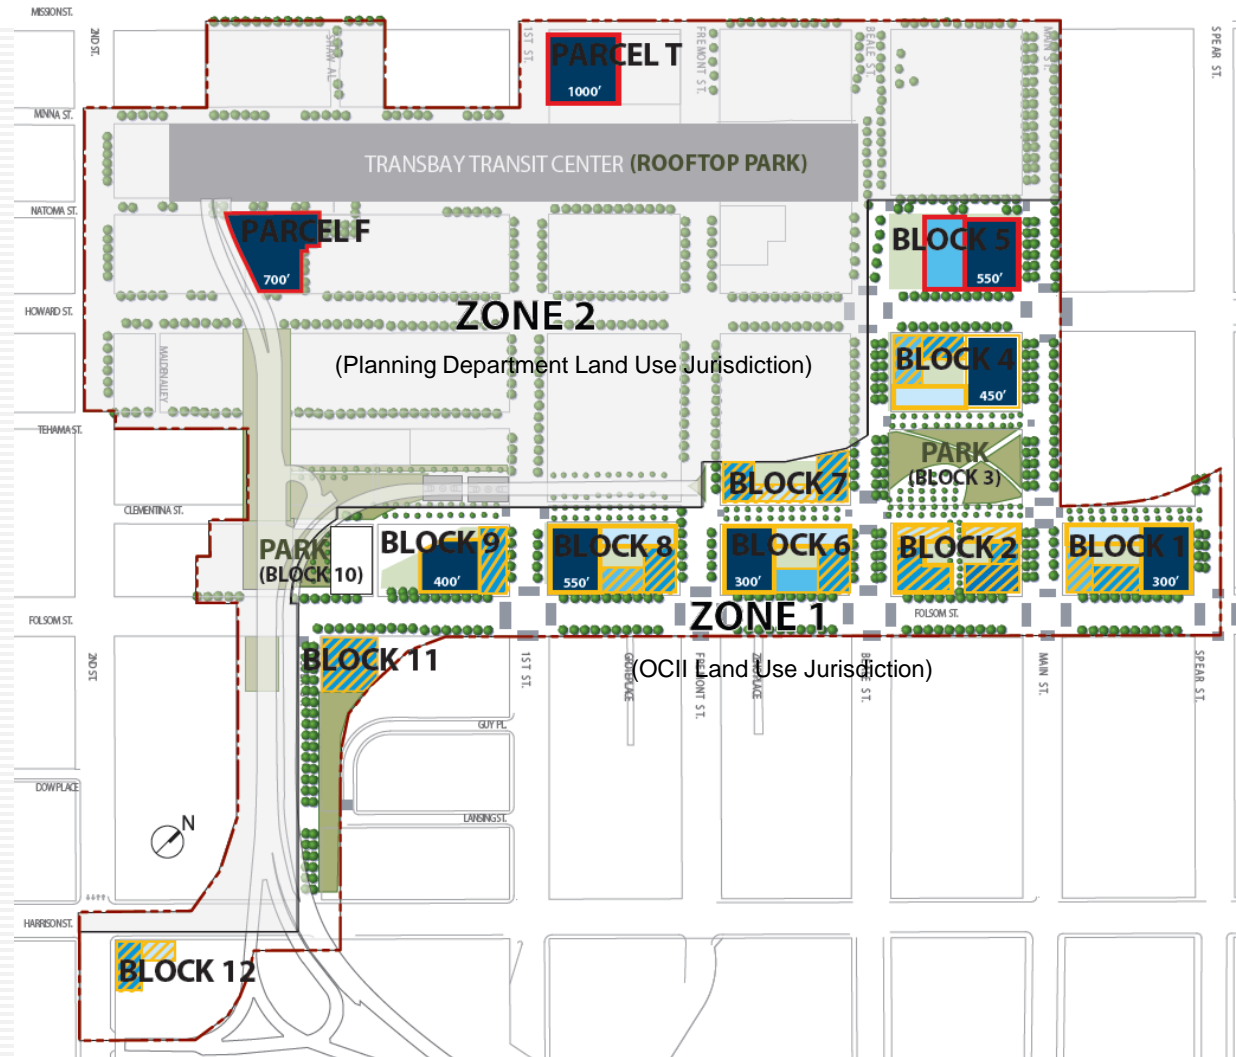 MISSION ST.
2ND ST.
SHAW AL.
1ST ST.
PARCEL T
1000'
FREMONT ST.
BEALE ST.
MAIN ST.
SPEAR ST.
MINNA ST.
TRANSBAY TRANSIT CENTER (ROOFTOP PARK)
NATOMA ST.
PARCEL F
700'
BLOCK 5
550'
HOWARD ST.
ZONE 2
(Planning Department Land Use Jurisdiction)
MALDEN ALLEY
BLOCK 4
450'
TEHAMA ST.
PARK
(BLOCK 3)
BLOCK 7
CLEMENTINA ST.
PARK
(BLOCK 10)
BLOCK 9
400'
BLOCK 8
550'
BLOCK 6
300'
BLOCK 2
BLOCK 1
300'
FOLSOM ST.
ZONE 1
FOLSOM ST.
(OCII Land Use Jurisdiction)
2ND ST.
BLOCK 11
1ST ST.
FREMONT ST.
BEALE ST.
MAIN ST.
SPEAR ST.
GUY PL.
DOW PLACE
LANSING ST.
N
HARRISON ST.
BLOCK 12